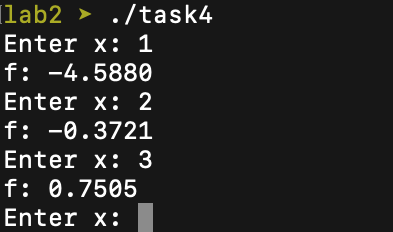 lab2 ➤ ./task4
Enter x: 1
f: -4.5880
Enter x: 2
f: -0.3721
Enter x: 3
f: 0.7505
Enter x: